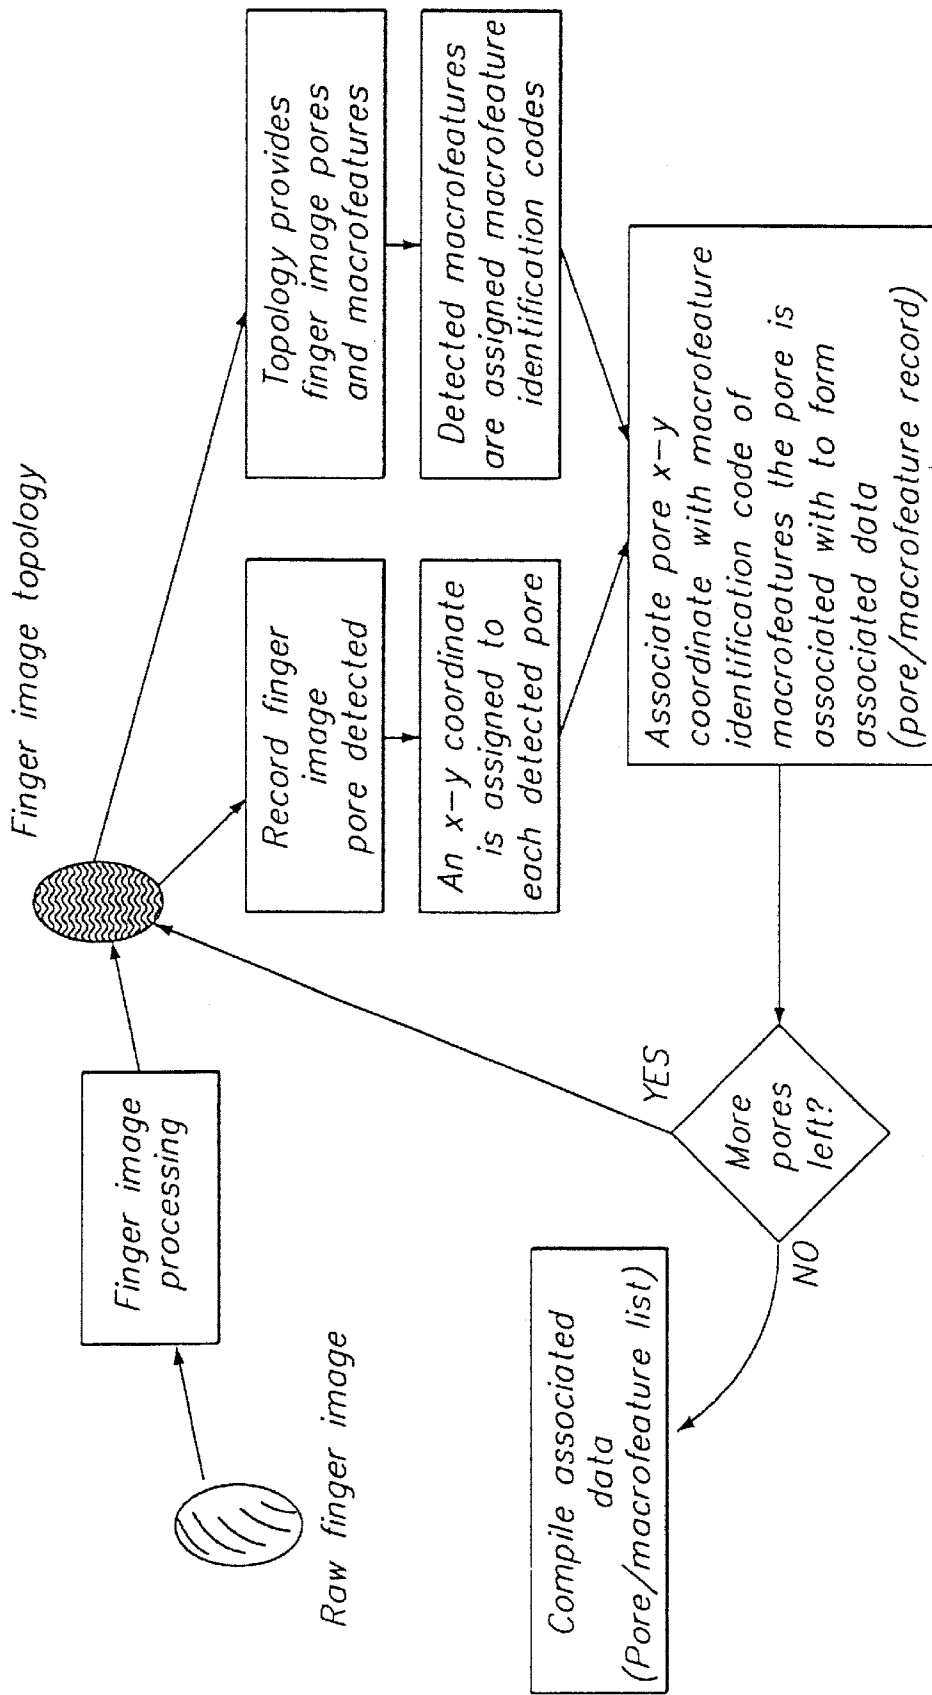 Raw finger image
Finger image
processing
Finger image topology
Record finger
image
pore detected
Topology provides
finger image pores
and macrofeatures
An x-y coordinate
is assigned to
each detected pore
Detected macrofeatures
are assigned macrofeature
identification codes
Associate pore x-y
coordinate with macrofeature
identification code of
macrofeatures the pore is
associated with to form
associated data
(pore/macrofeature record)
More
pores
left?
YES
NO
Compile associated
data
(Pore/macrofeature list)